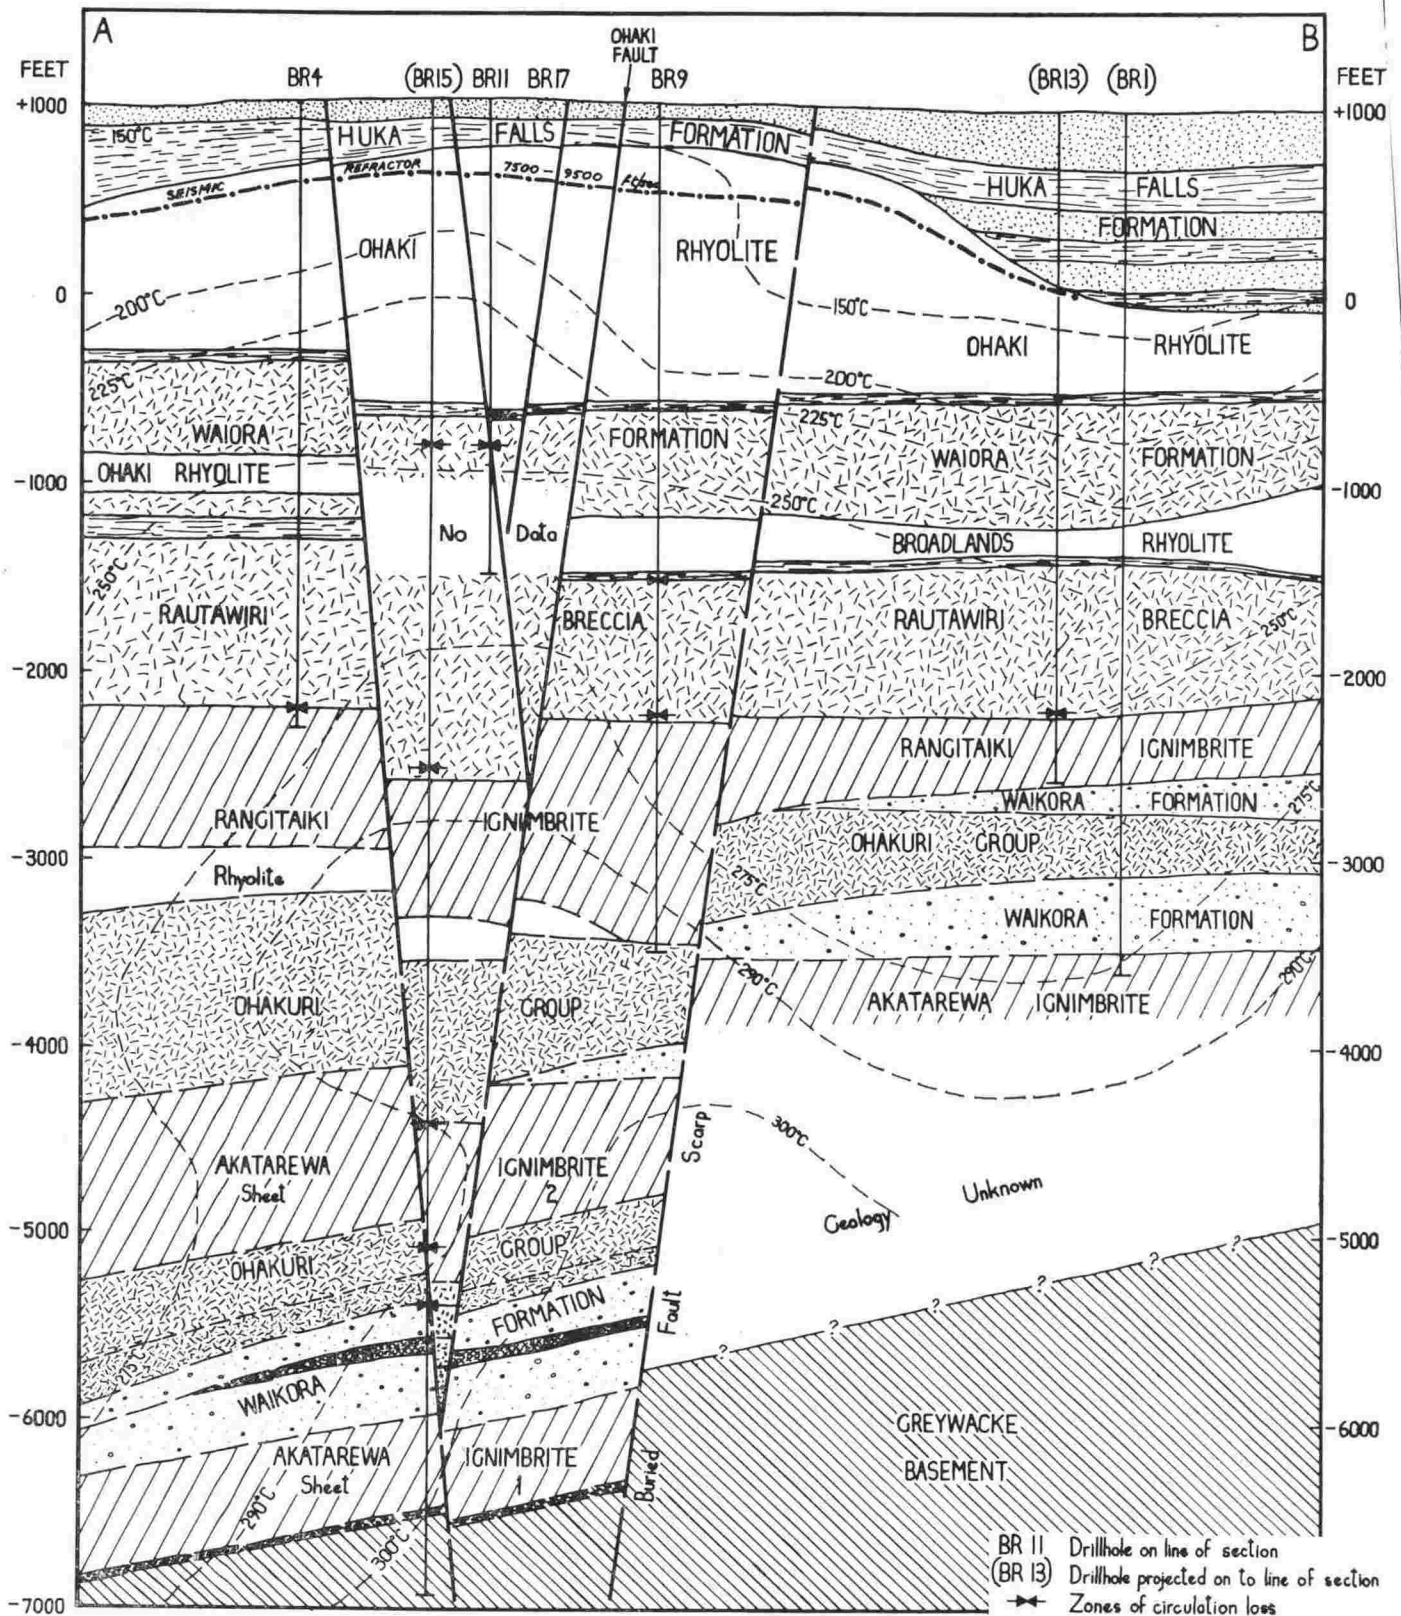 A
B
OHAKI
FAULT
FEET
BR4
(BR15)
BR11
BR17
BR9
(BR13)
(BR1)
FEET
+1000
+1000
150°C
HUKA FALLS FORMATION
SEISMIC REFRACTOR 7500 - 9500 ft/sec
HUKA FALLS
FORMATION
OHAKI
RHYOLITE
0
200°C
150°C
0
OHAKI RHYOLITE
225°C
200°C
225°C
WAIORA
FORMATION
WAIORA FORMATION
OHAKI RHYOLITE
-1000
-1000
250°C
No Data
BROADLANDS RHYOLITE
250°C
RAUTAWIRI
BRECCIA
RAUTAWIRI BRECCIA
250°C
-2000
-2000
RANGITAIKI IGNIMBRITE
WAIKORA FORMATION
275°C
RANGITAIKI
IGNIMBRITE
OHAKURI GROUP
-3000
-3000
Rhyolite
275°C
WAIKORA FORMATION
290°C
290°C
OHAKURI
GROUP
AKATAREWA IGNIMBRITE
-4000
-4000
300°C
Scarp
AKATAREWA
Sheet
IGNIMBRITE
2
Unknown
Geology
-5000
-5000
OHAKURI
GROUP
? ? ? ? ? ?
FORMATION
Fault
275°C
WAIKORA
-6000
-6000
GREYWACKE
BASEMENT
AKATAREWA
Sheet
IGNIMBRITE
1
Buried
290°C
300°C
BR 11 Drillhole on line of section
(BR 13) Drillhole projected on to line of section
Zones of circulation loss
-7000